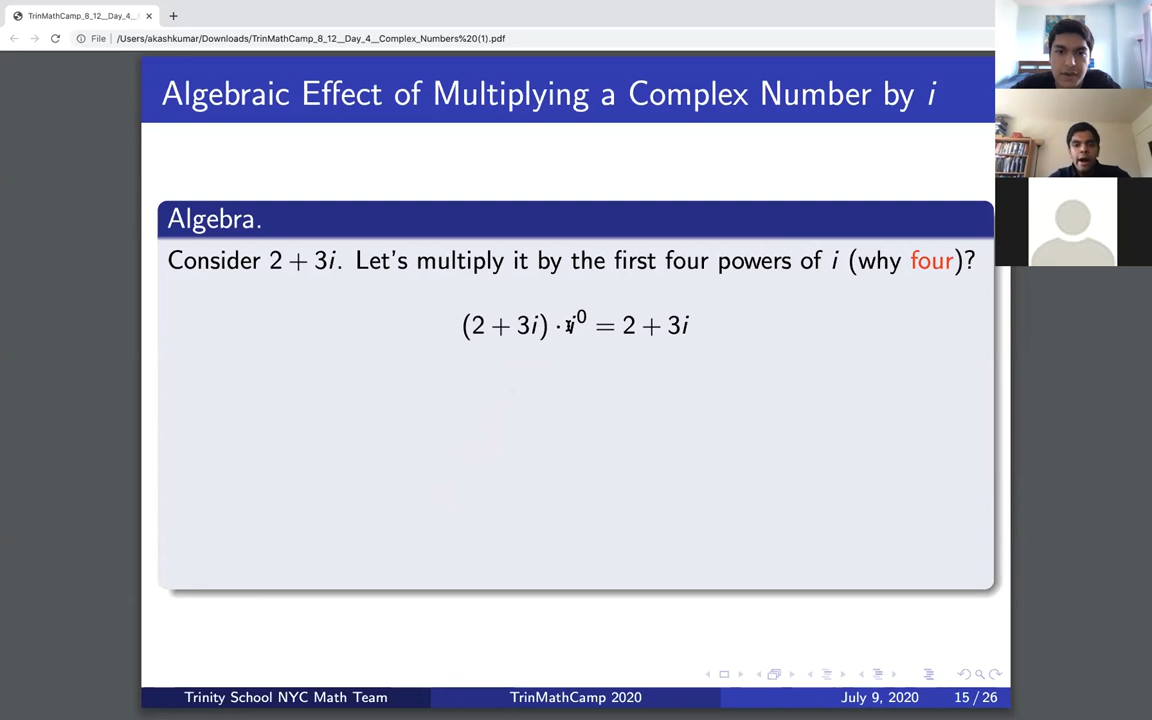 TrinMathCamp_8_12__Day_4_
File
/Users/akashkumar/Downloads/TrinMathCamp_8_12__Day_4__Complex_Numbers%20(1).pdf
Algebraic Effect of Multiplying a Complex Number by i
Algebra.
Consider 2 + 3i. Let's multiply it by the first four powers of i (why four)?
(2 + 3i) · i⁰ = 2 + 3i
Trinity School NYC Math Team
TrinMathCamp 2020
July 9, 2020
15 / 26